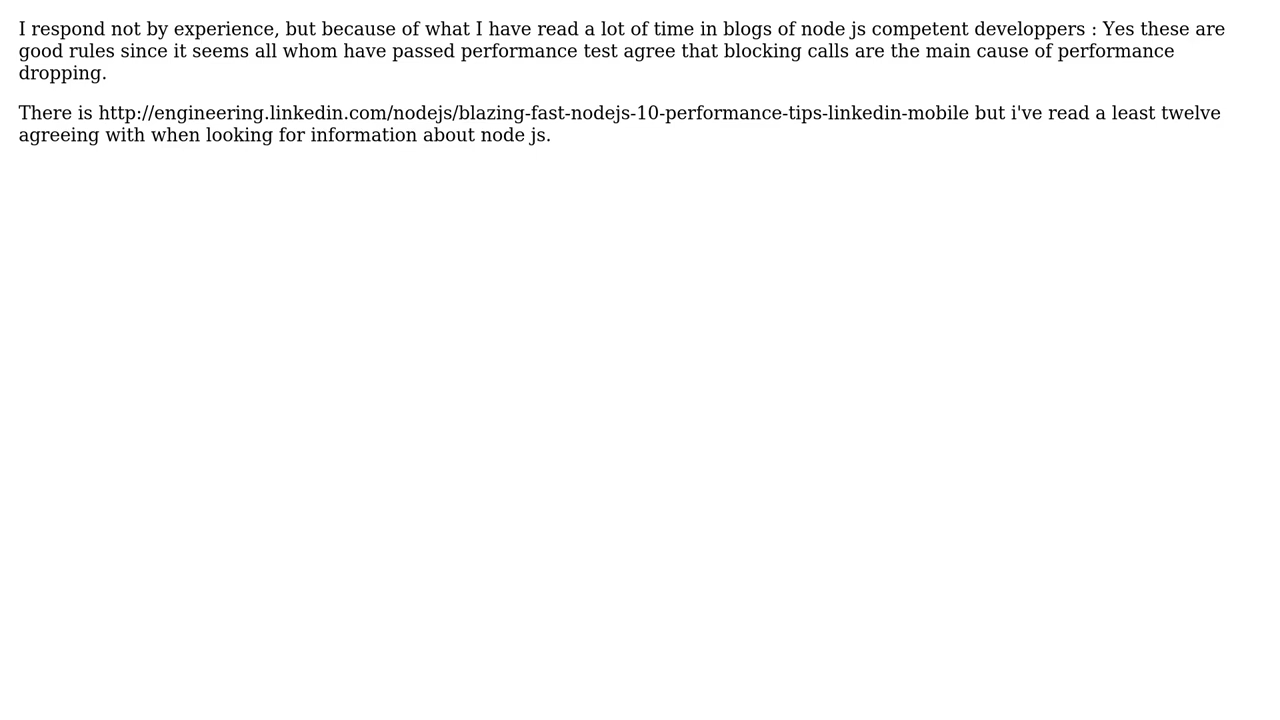 I respond not by experience, but because of what I have read a lot of time in blogs of node js competent developpers : Yes these are
good rules since it seems all whom have passed performance test agree that blocking calls are the main cause of performance
dropping.
There is http://engineering.linkedin.com/nodejs/blazing-fast-nodejs-10-performance-tips-linkedin-mobile but i've read a least twelve
agreeing with when looking for information about node js.